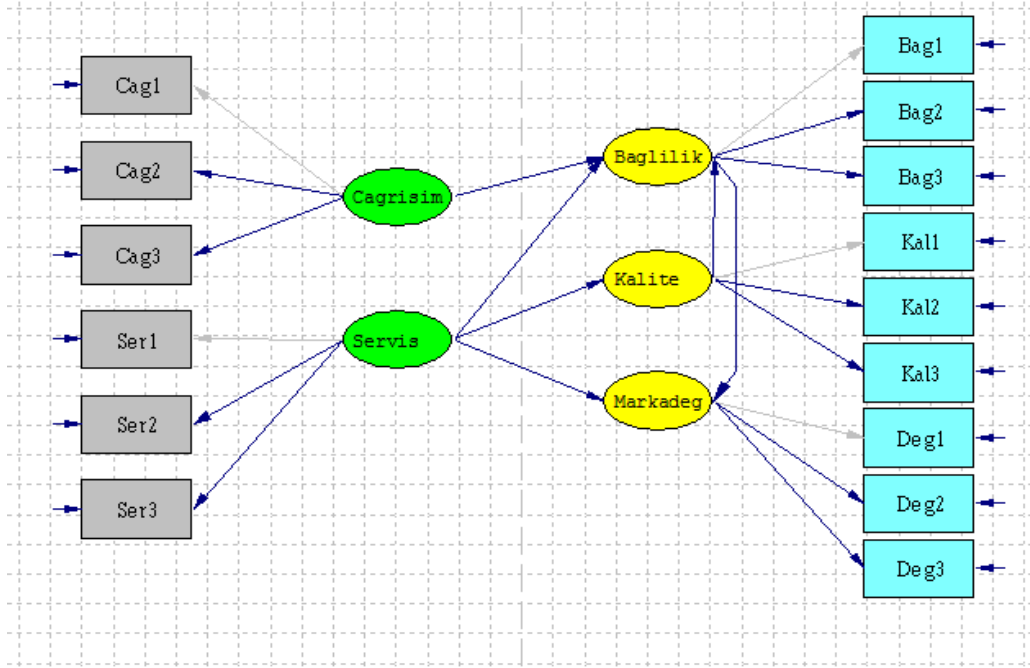 Cag1
Cag2
Cag3
Ser1
Ser2
Ser3
Cagrisim
Servis
Baglilik
Kalite
Markadeg
Bag1
Bag2
Bag3
Kal1
Kal2
Kal3
Deg1
Deg2
Deg3